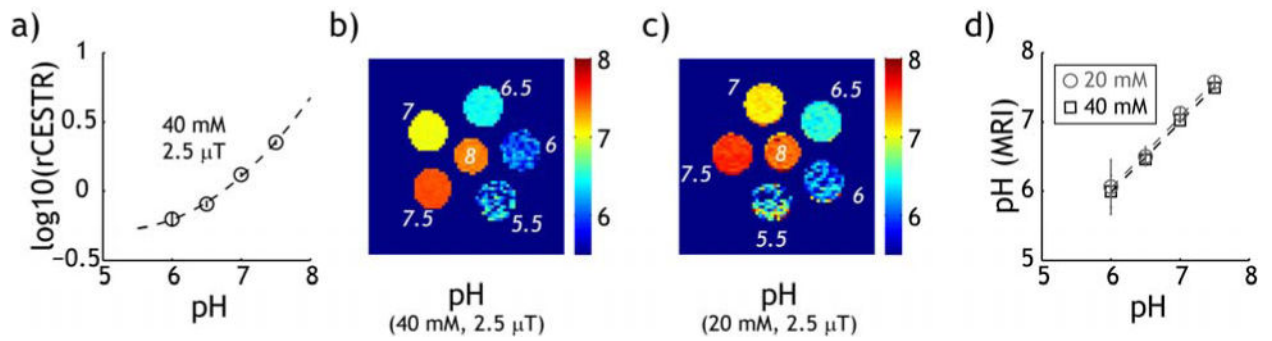 a)
1
0.5
0
−0.5
log10(rCESTR)
40 mM
2.5 μT
5 6 7 8
pH
b)
7
6.5
6
8
7.5
5.5
8
7
6
pH
(40 mM, 2.5 μT)
c)
7
6.5
7.5
8
6
5.5
8
7
6
pH
(20 mM, 2.5 μT)
d)
8
7
6
5
pH (MRI)
20 mM
40 mM
5 6 7 8
pH